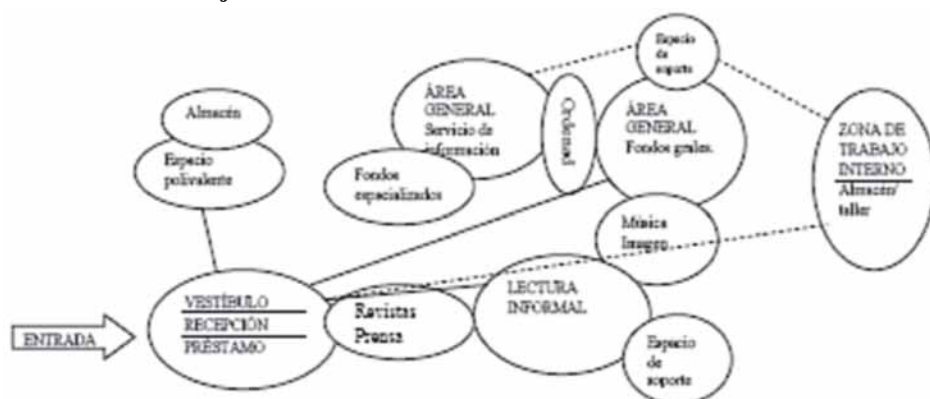 Espacio
de
soporte
ÁREA
GENERAL
Servicio de
información
Ordenad
ÁREA
GENERAL
Fondos grales.
ZONA DE
TRABAJO
INTERNO
Almacén/
taller
Almacén
Espacio
polivalente
Fondos
espacializados
Música
Imagen
VESTÍBULO
RECEPCIÓN
PRÉSTAMO
Revistas
Prensa
LECTURA
INFORMAL
Espacio
de
soporte
ENTRADA